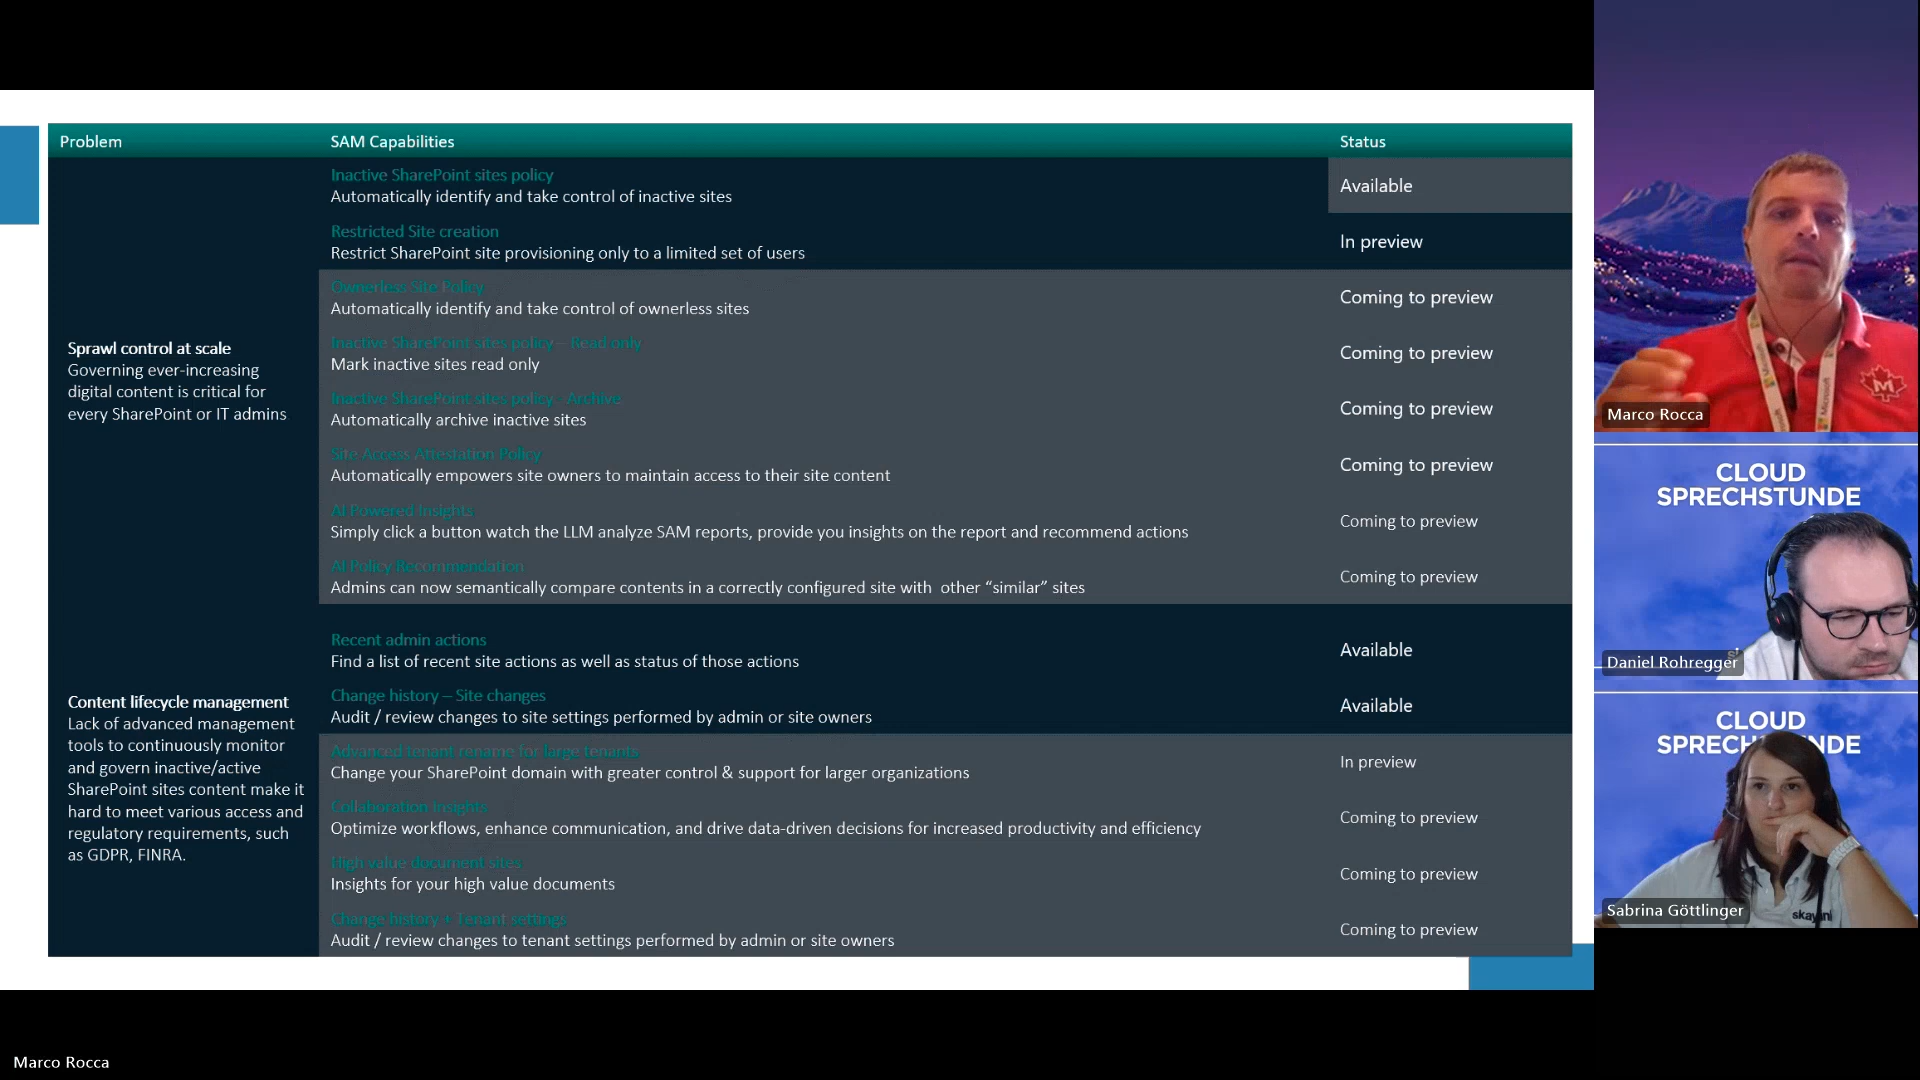 Problem
SAM Capabilities
Status
Sprawl control at scale
Governing ever-increasing
digital content is critical for
every SharePoint or IT admins
Inactive SharePoint sites policy
Automatically identify and take control of inactive sites
Available
Restricted Site creation
Restrict SharePoint site provisioning only to a limited set of users
In preview
Ownerless Site Policy
Automatically identify and take control of ownerless sites
Coming to preview
Inactive SharePoint sites policy – Read only
Mark inactive sites read only
Coming to preview
Inactive SharePoint sites policy - Archive
Automatically archive inactive sites
Coming to preview
Site Access Attestation Policy
Automatically empowers site owners to maintain access to their site content
Coming to preview
AI Powered Insights
Simply click a button watch the LLM analyze SAM reports, provide you insights on the report and recommend actions
Coming to preview
AI Policy Recommendation
Admins can now semantically compare contents in a correctly configured site with  other “similar” sites
Coming to preview
Content lifecycle management
Lack of advanced management
tools to continuously monitor
and govern inactive/active
SharePoint sites content make it
hard to meet various access and
regulatory requirements, such
as GDPR, FINRA.
Recent admin actions
Find a list of recent site actions as well as status of those actions
Available
Change history – Site changes
Audit / review changes to site settings performed by admin or site owners
Available
Advanced tenant rename for large tenants
Change your SharePoint domain with greater control & support for larger organizations
In preview
Collaboration insights
Optimize workflows, enhance communication, and drive data-driven decisions for increased productivity and efficiency
Coming to preview
High value document sites
Insights for your high value documents
Coming to preview
Change history + Tenant settings
Audit / review changes to tenant settings performed by admin or site owners
Coming to preview
Marco Rocca
CLOUD
SPRECHSTUNDE
Daniel Rohregger
CLOUD
SPRECHSTUNDE
Sabrina Göttlinger
Marco Rocca